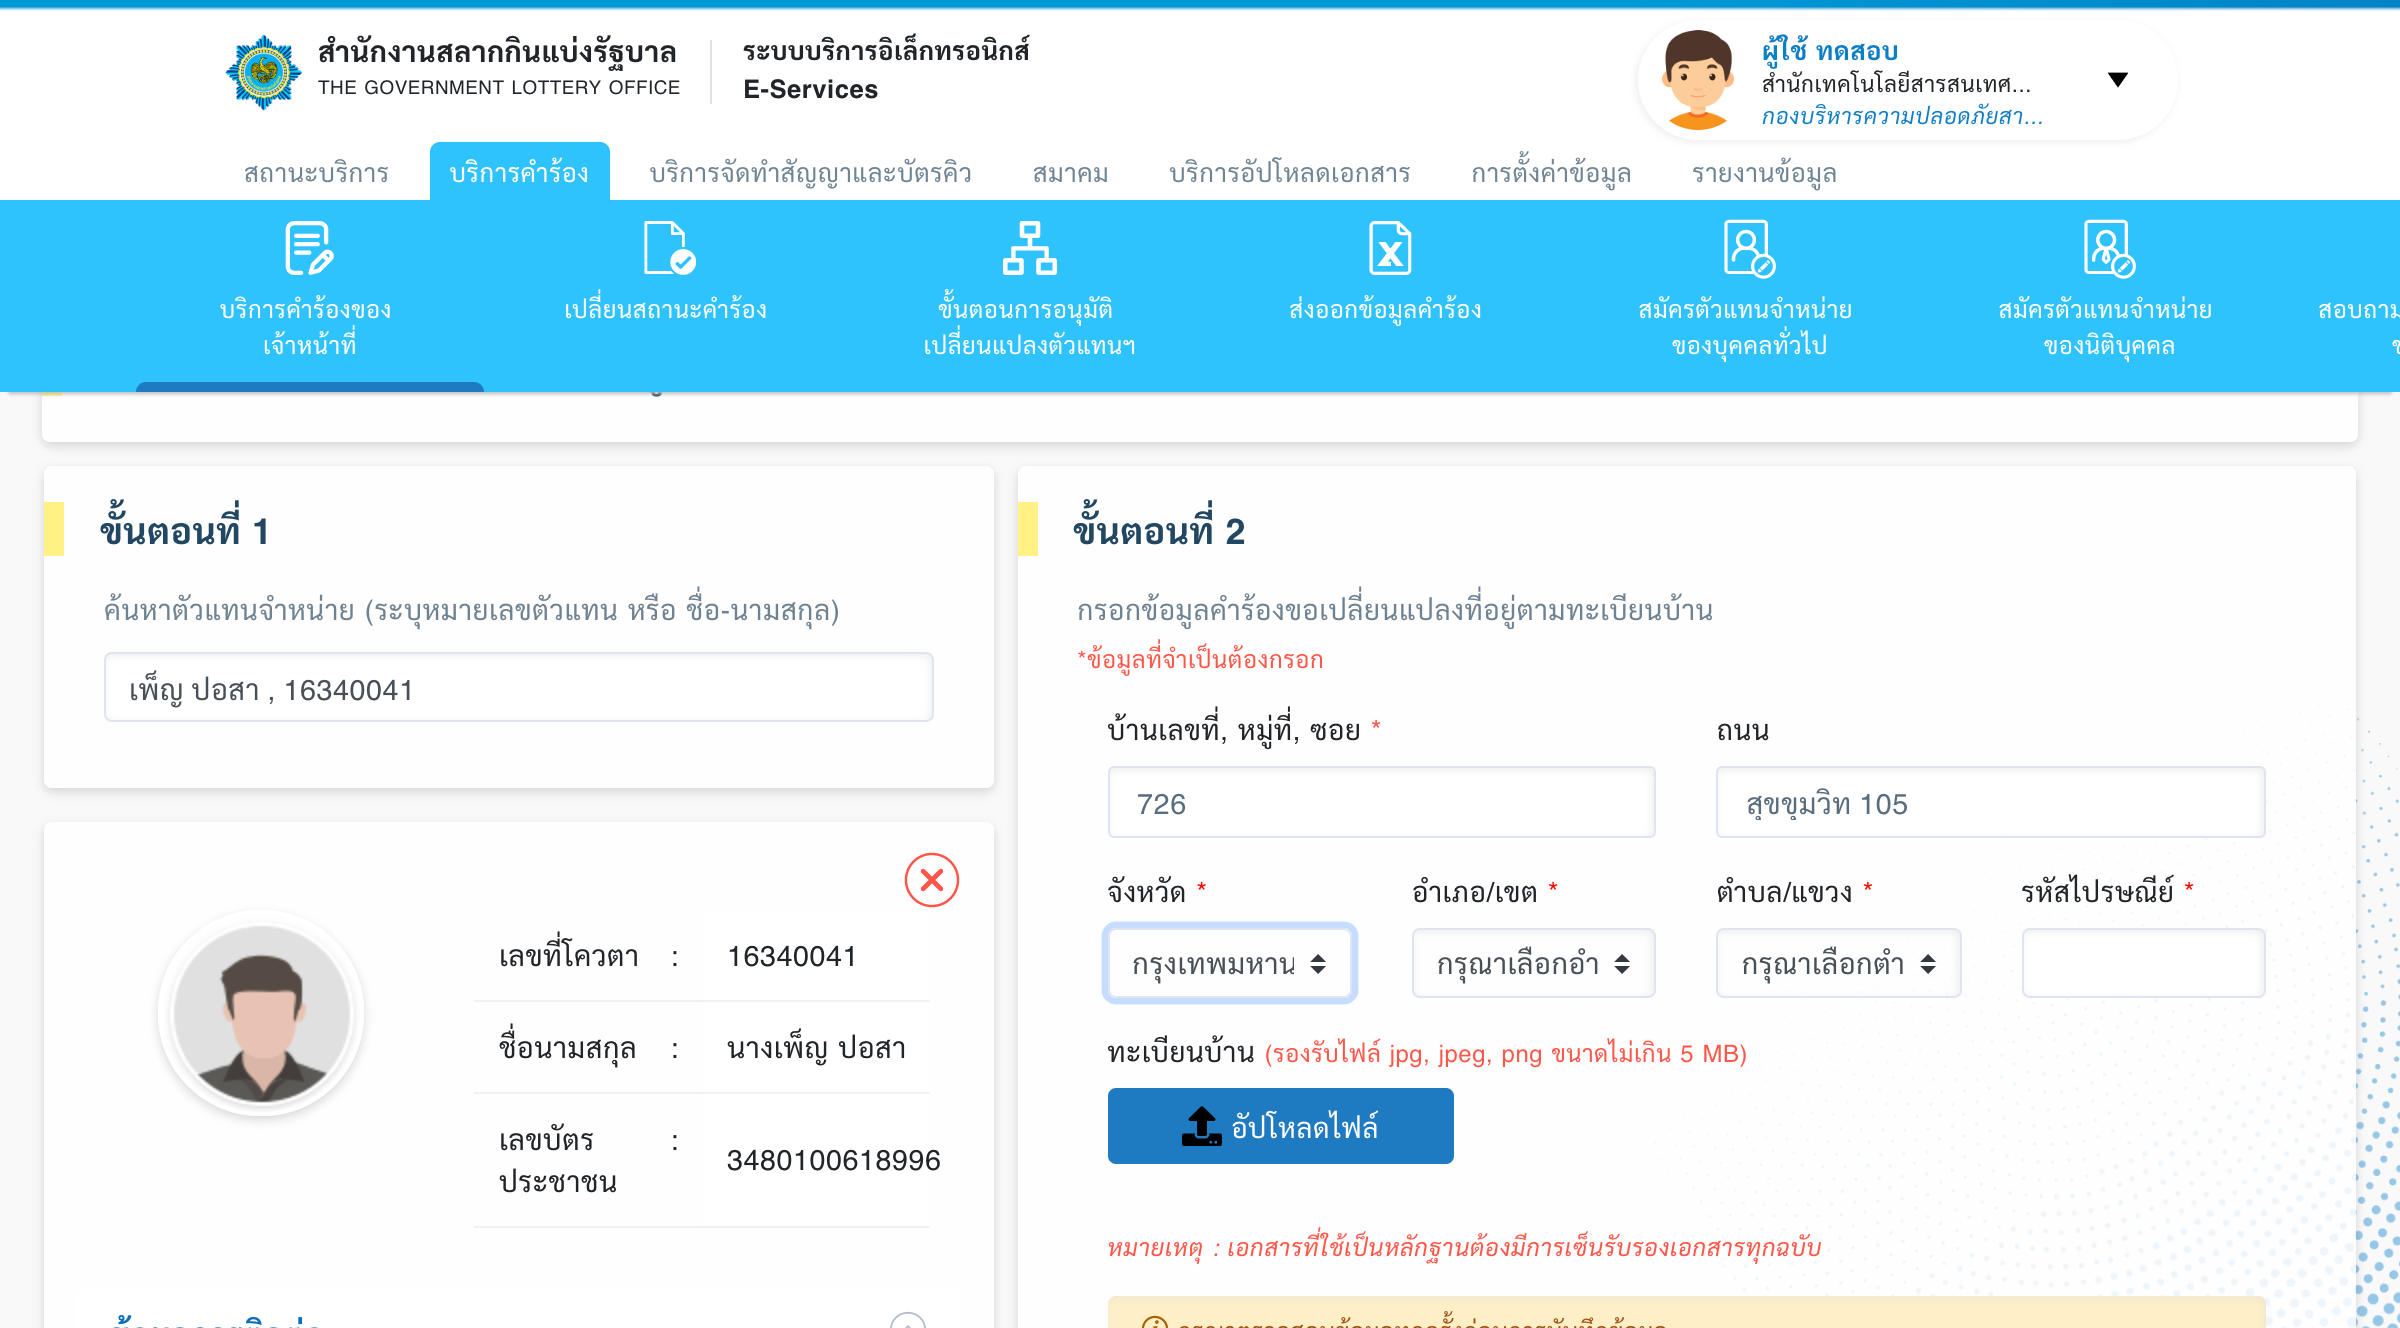 สำนักงานสลากกินแบ่งรัฐบาล
THE GOVERNMENT LOTTERY OFFICE
ระบบบริการอิเล็กทรอนิกส์
E-Services
ผู้ใช้ ทดสอบ
สำนักเทคโนโลยีสารสนเทศ...
กองบริหารความปลอดภัยสา...
สถานะบริการ
บริการคำร้อง
บริการจัดทำสัญญาและบัตรคิว
สมาคม
บริการอัปโหลดเอกสาร
การตั้งค่าข้อมูล
รายงานข้อมูล
บริการคำร้องของ
เจ้าหน้าที่
เปลี่ยนสถานะคำร้อง
ขั้นตอนการอนุมัติ
เปลี่ยนแปลงตัวแทนฯ
ส่งออกข้อมูลคำร้อง
สมัครตัวแทนจำหน่าย
ของบุคคลทั่วไป
สมัครตัวแทนจำหน่าย
ของนิติบุคคล
ขั้นตอนที่ 1
ค้นหาตัวแทนจำหน่าย (ระบุหมายเลขตัวแทน หรือ ชื่อ-นามสกุล)
เพ็ญ ปอสา , 16340041
เลขที่โควตา : 16340041
ชื่อนามสกุล : นางเพ็ญ ปอสา
เลขบัตร
ประชาชน : 3480100618996
ขั้นตอนที่ 2
กรอกข้อมูลคำร้องขอเปลี่ยนแปลงที่อยู่ตามทะเบียนบ้าน
*ข้อมูลที่จำเป็นต้องกรอก
บ้านเลขที่, หมู่ที่, ซอย *
726
ถนน
สุขขุมวิท 105
จังหวัด *
กรุงเทพมหาน
อำเภอ/เขต *
กรุณาเลือกอำ
ตำบล/แขวง *
กรุณาเลือกตำ
รหัสไปรษณีย์ *
ทะเบียนบ้าน (รองรับไฟล์ jpg, jpeg, png ขนาดไม่เกิน 5 MB)
อัปโหลดไฟล์
หมายเหตุ : เอกสารที่ใช้เป็นหลักฐานต้องมีการเซ็นรับรองเอกสารทุกฉบับ